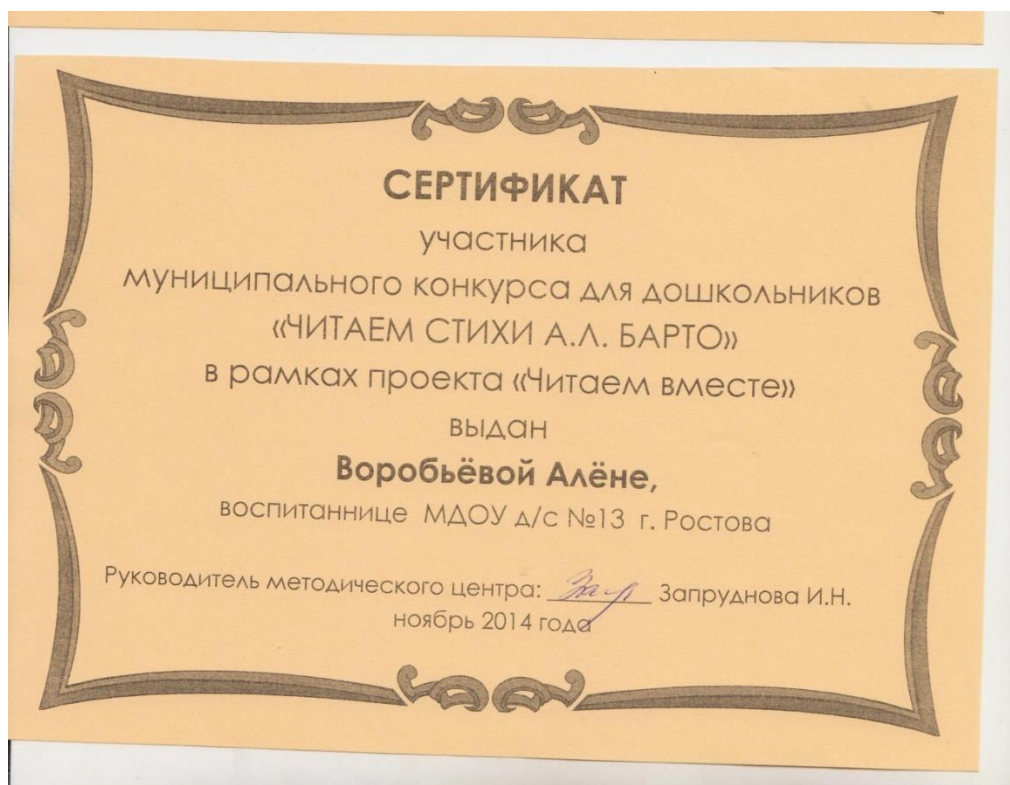 СЕРТИФИКАТ
участника
муниципального конкурса для дошкольников
«ЧИТАЕМ СТИХИ А.Л. БАРТО»
в рамках проекта «Читаем вместе»
выдан
Воробьёвой Алёне,
воспитаннице МДОУ д/с №13 г. Ростова
Руководитель методического центра: ________ Запруднова И.Н.
ноябрь 2014 года